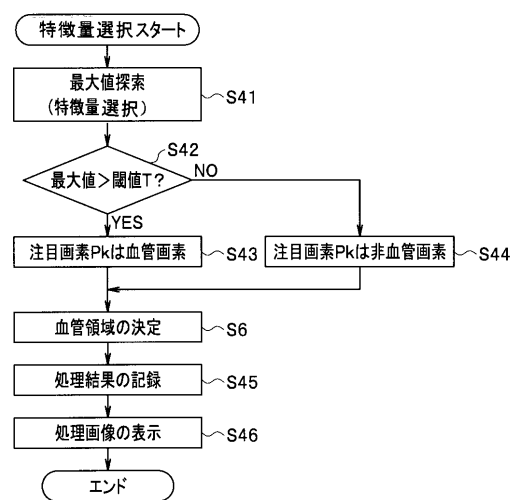 特徴量選択スタート
最大値探索
(特徴量選択)
S41
S42
最大値>閾値T?
NO
YES
注目画素Pkは血管画素
S43
注目画素Pkは非血管画素
S44
血管領域の決定
S6
処理結果の記録
S45
処理画像の表示
S46
エンド